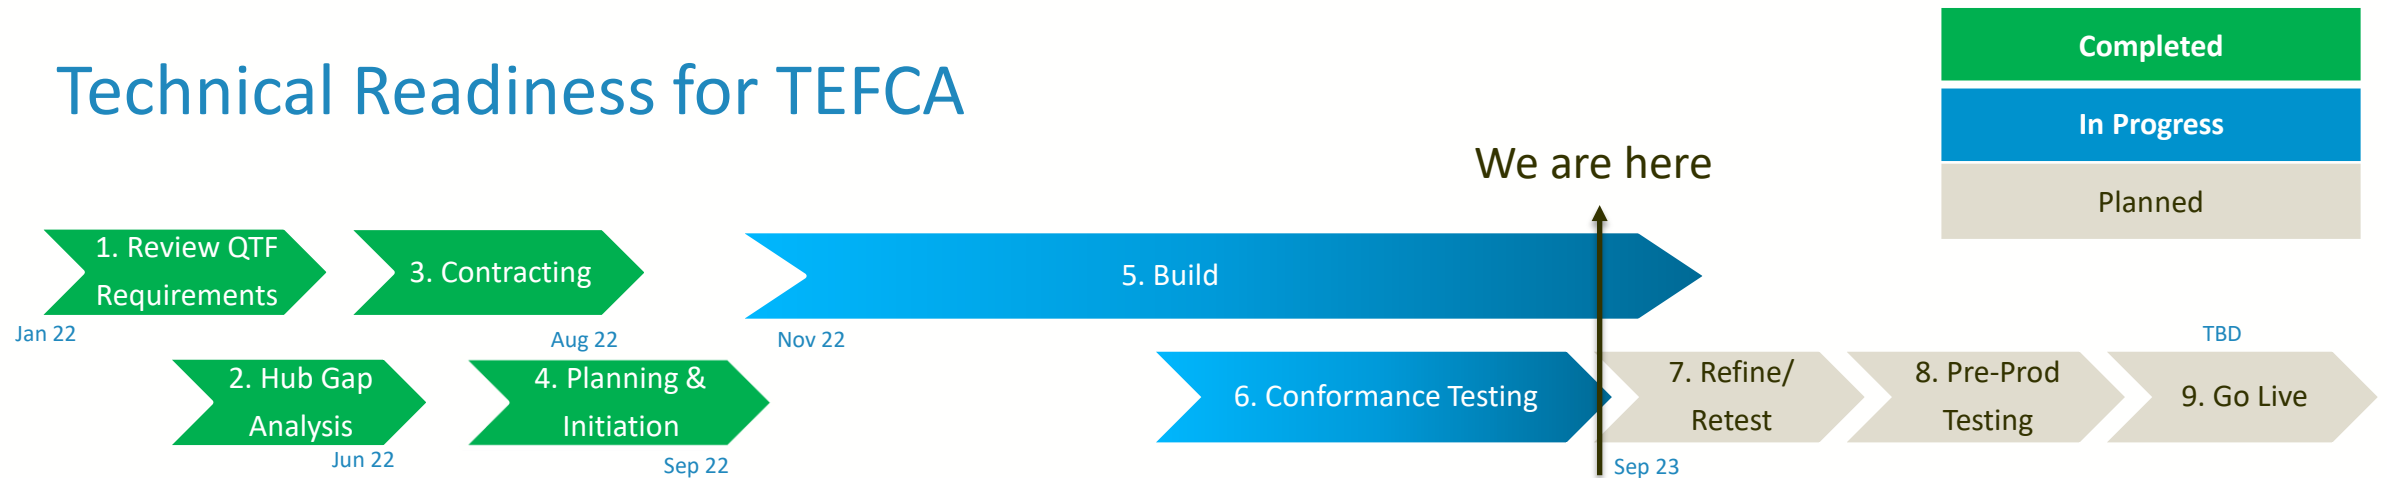 Technical Readiness for TEFCA
Completed
In Progress
Planned
We are here
1. Review QTF
Requirements
3. Contracting
5. Build
Jan 22
Aug 22
Nov 22
TBD
2. Hub Gap
Analysis
4. Planning &
Initiation
6. Conformance Testing
7. Refine/
Retest
8. Pre-Prod
Testing
9. Go Live
Jun 22
Sep 22
Sep 23